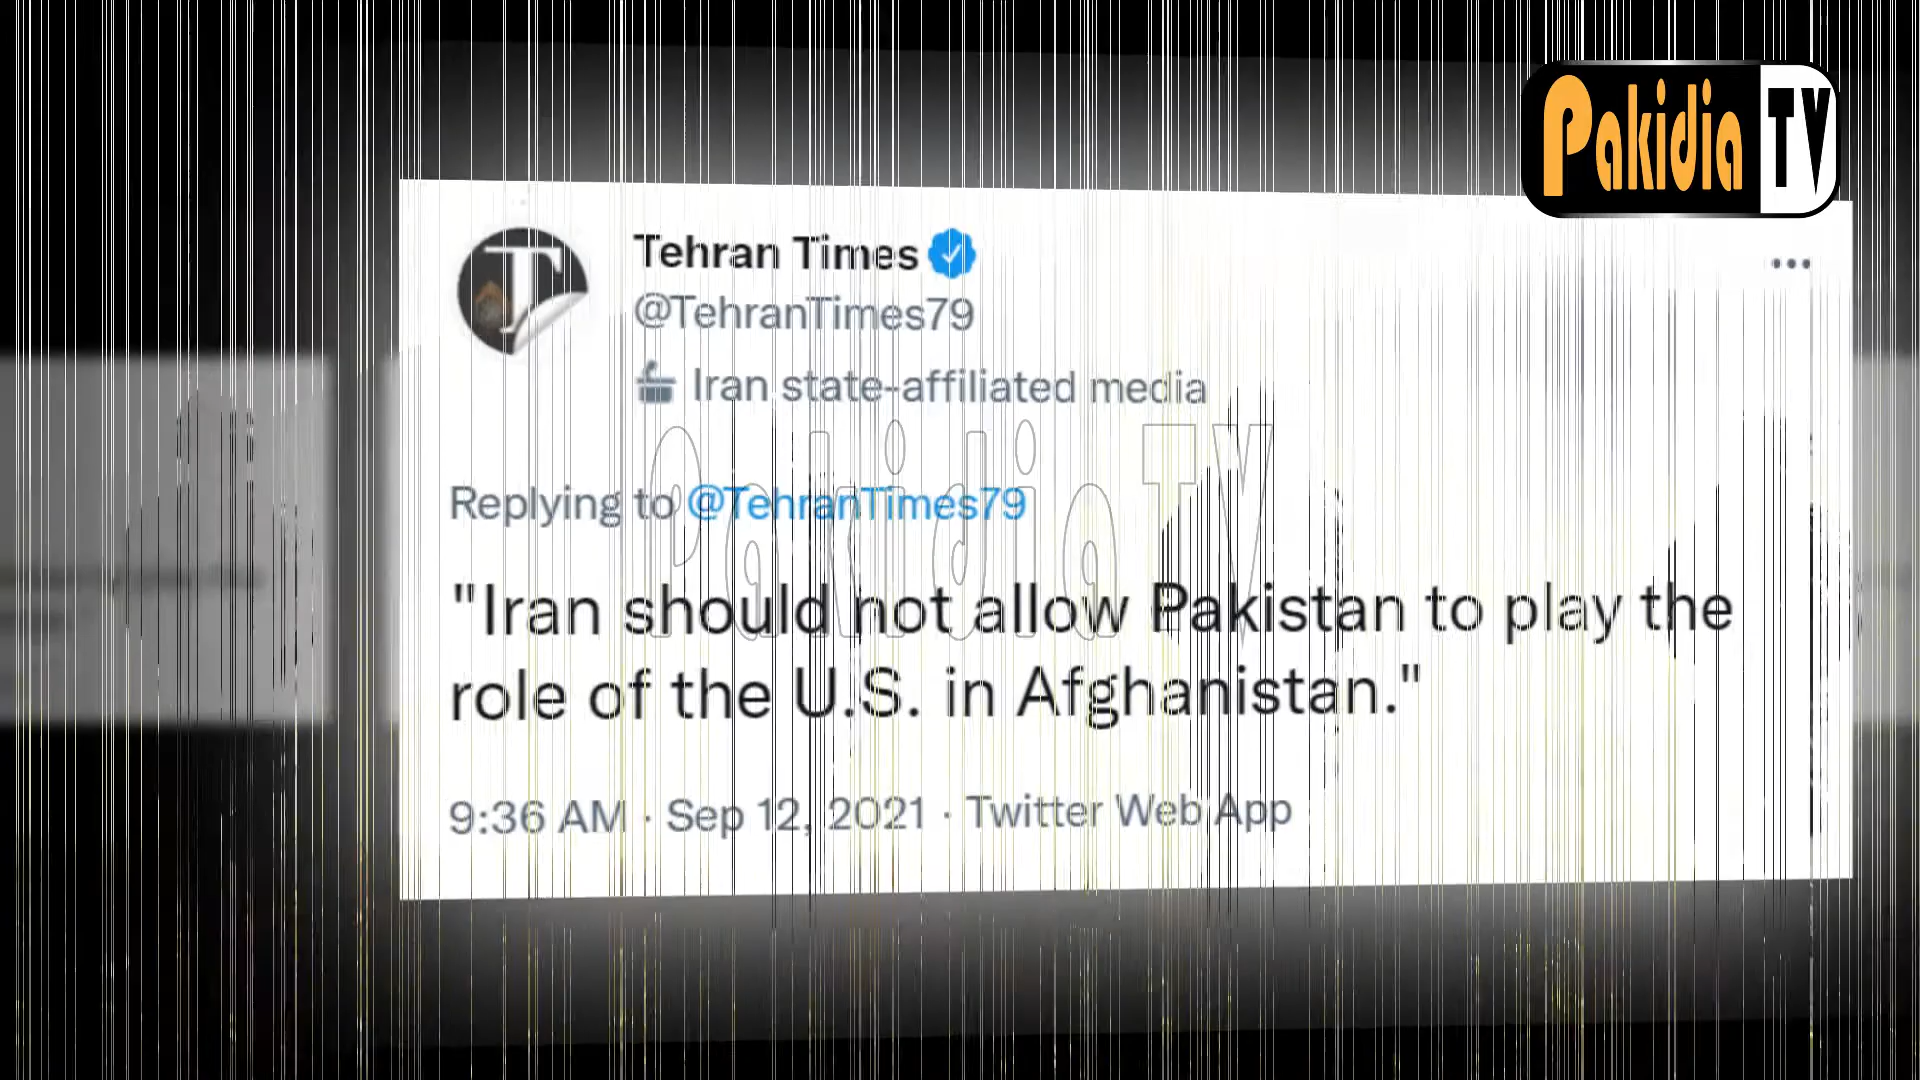 Pakidia TV
Tehran Times
@TehranTimes79
Iran state-affiliated media
Replying to @TehranTimes79
Pakidia TV
"Iran should not allow Pakistan to play the
role of the U.S. in Afghanistan."
9:36 AM · Sep 12, 2021 · Twitter Web App